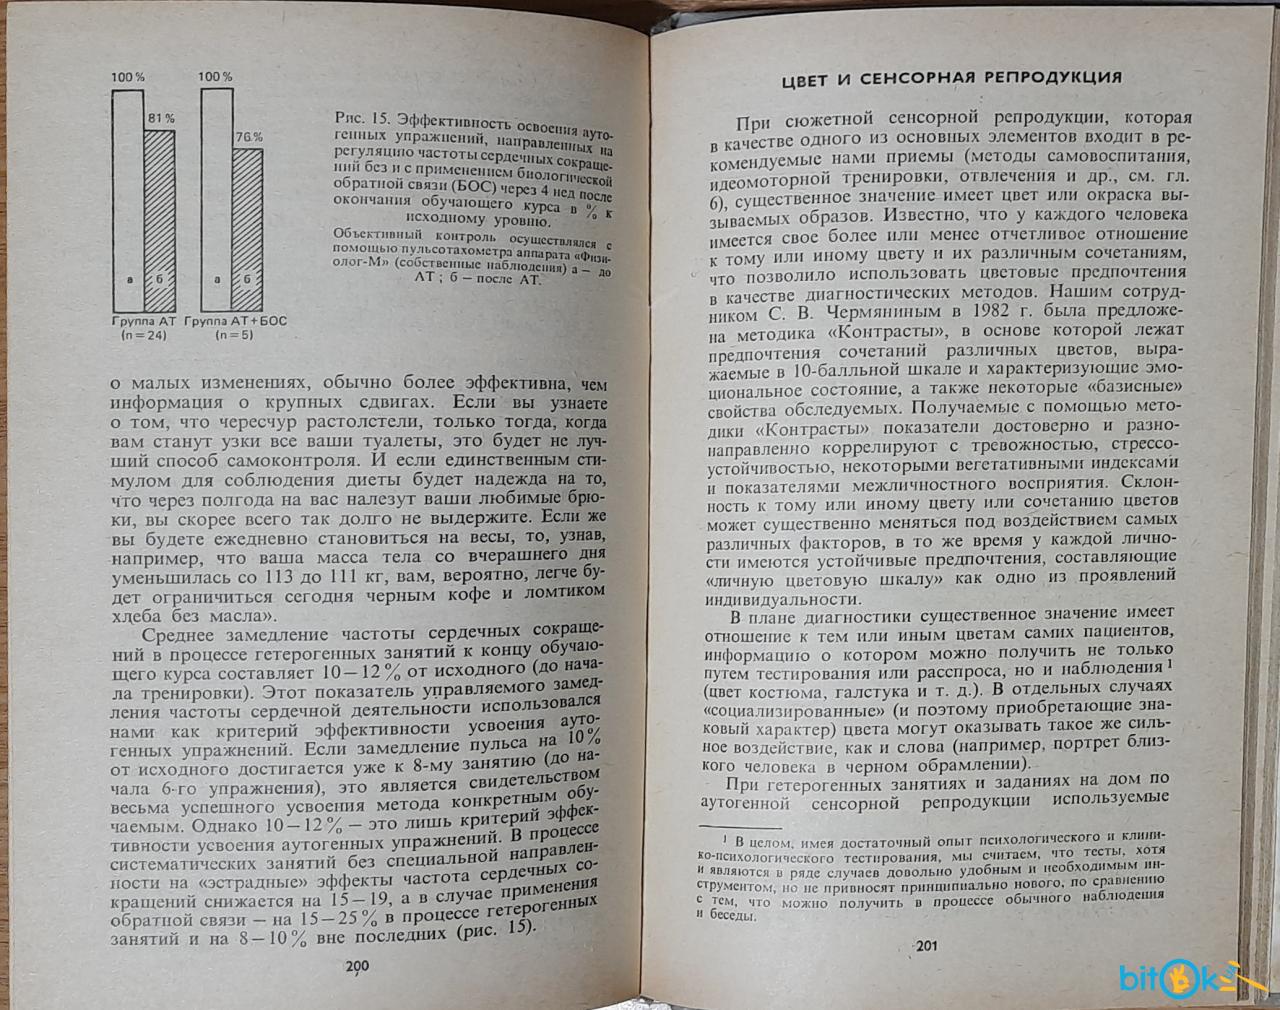 100 %
100 %
81 %
76 %
а
б
а
б
Группа АТ
(n = 24)
Группа АТ + БОС
(n = 5)
Рис. 15. Эффективность освоения ауто-
генных упражнений, направленных на
регуляцию частоты сердечных сокраще-
ний без и с применением биологической
обратной связи (БОС) через 4 нед после
окончания обучающего курса в % к
исходному уровню.
Объективный контроль осуществлялся с
помощью пульсотахометра аппарата «Физи-
олог-М» (собственные наблюдения) а — до
АТ ; б — после АТ.
о малых изменениях, обычно более эффективна, чем
информация о крупных сдвигах. Если вы узнаете
о том, что чересчур растолстели, только тогда, когда
вам станут узки все ваши туалеты, это будет не луч-
ший способ самоконтроля. И если единственным сти-
мулом для соблюдения диеты будет надежда на то,
что через полгода на вас налезут ваши любимые брю-
ки, вы скорее всего так долго не выдержите. Если же
вы будете ежедневно становиться на весы, то, узнав,
например, что ваша масса тела со вчерашнего дня
уменьшилась со 113 до 111 кг, вам, вероятно, легче бу-
дет ограничиться сегодня черным кофе и ломтиком
хлеба без масла».
Среднее замедление частоты сердечных сокраще-
ний в процессе гетерогенных занятий к концу обучаю-
щего курса составляет 10—12 % от исходного (до нача-
ла тренировки). Этот показатель управляемого замед-
ления частоты сердечной деятельности использовался
нами как критерий эффективности усвоения ауто-
генных упражнений. Если замедление пульса на 10 %
от исходного достигается уже к 8-му занятию (до на-
чала 6-го упражнения), это является свидетельством
весьма успешного усвоения метода конкретным обу-
чаемым. Однако 10—12 % — это лишь критерий эффек-
тивности усвоения аутогенных упражнений. В процессе
систематических занятий без специальной направлен-
ности на «эстрадные» эффекты частота сердечных со-
кращений снижается на 15—19, а в случае применения
обратной связи — на 15—25 % в процессе гетерогенных
занятий и на 8—10 % вне последних (рис. 15).
200
ЦВЕТ И СЕНСОРНАЯ РЕПРОДУКЦИЯ
При сюжетной сенсорной репродукции, которая
в качестве одного из основных элементов входит в ре-
комендуемые нами приемы (методы самовоспитания,
идеомоторной тренировки, отвлечения и др., см. гл.
6), существенное значение имеет цвет или окраска вы-
зываемых образов. Известно, что у каждого человека
имеется свое более или менее отчетливое отношение
к тому или иному цвету и их различным сочетаниям,
что позволило использовать цветовые предпочтения
в качестве диагностических методов. Нашим сотруд-
ником С. В. Чермяниным в 1982 г. была предложе-
на методика «Контрасты», в основе которой лежат
предпочтения сочетаний различных цветов, выра-
жаемые в 10-балльной шкале и характеризующие эмо-
циональное состояние, а также некоторые «базисные»
свойства обследуемых. Получаемые с помощью мето-
дики «Контрасты» показатели достоверно и разно-
направленно коррелируют с тревожностью, стрессо-
устойчивостью, некоторыми вегетативными индексами
и показателями межличностного восприятия. Склон-
ность к тому или иному цвету или сочетанию цветов
может существенно меняться под воздействием самых
различных факторов, в то же время у каждой лично-
сти имеются устойчивые предпочтения, составляющие
«личную цветовую шкалу» как одно из проявлений
индивидуальности.
В плане диагностики существенное значение имеет
отношение к тем или иным цветам самих пациентов,
информацию о котором можно получить не только
путем тестирования или расспроса, но и наблюдения ¹
(цвет костюма, галстука и т. д.). В отдельных случаях
«социализированные» (и поэтому приобретающие зна-
ковый характер) цвета могут оказывать такое же силь-
ное воздействие, как и слова (например, портрет близ-
кого человека в черном обрамлении).
При гетерогенных занятиях и заданиях на дом по
аутогенной сенсорной репродукции используемые
¹ В целом, имея достаточный опыт психологического и клини-
ко-психологического тестирования, мы считаем, что тесты, хотя
и являются в ряде случаев довольно удобным и необходимым ин-
струментом, но не привносят принципиально нового, по сравнению
с тем, что можно получить в процессе обычного наблюдения
и беседы.
201